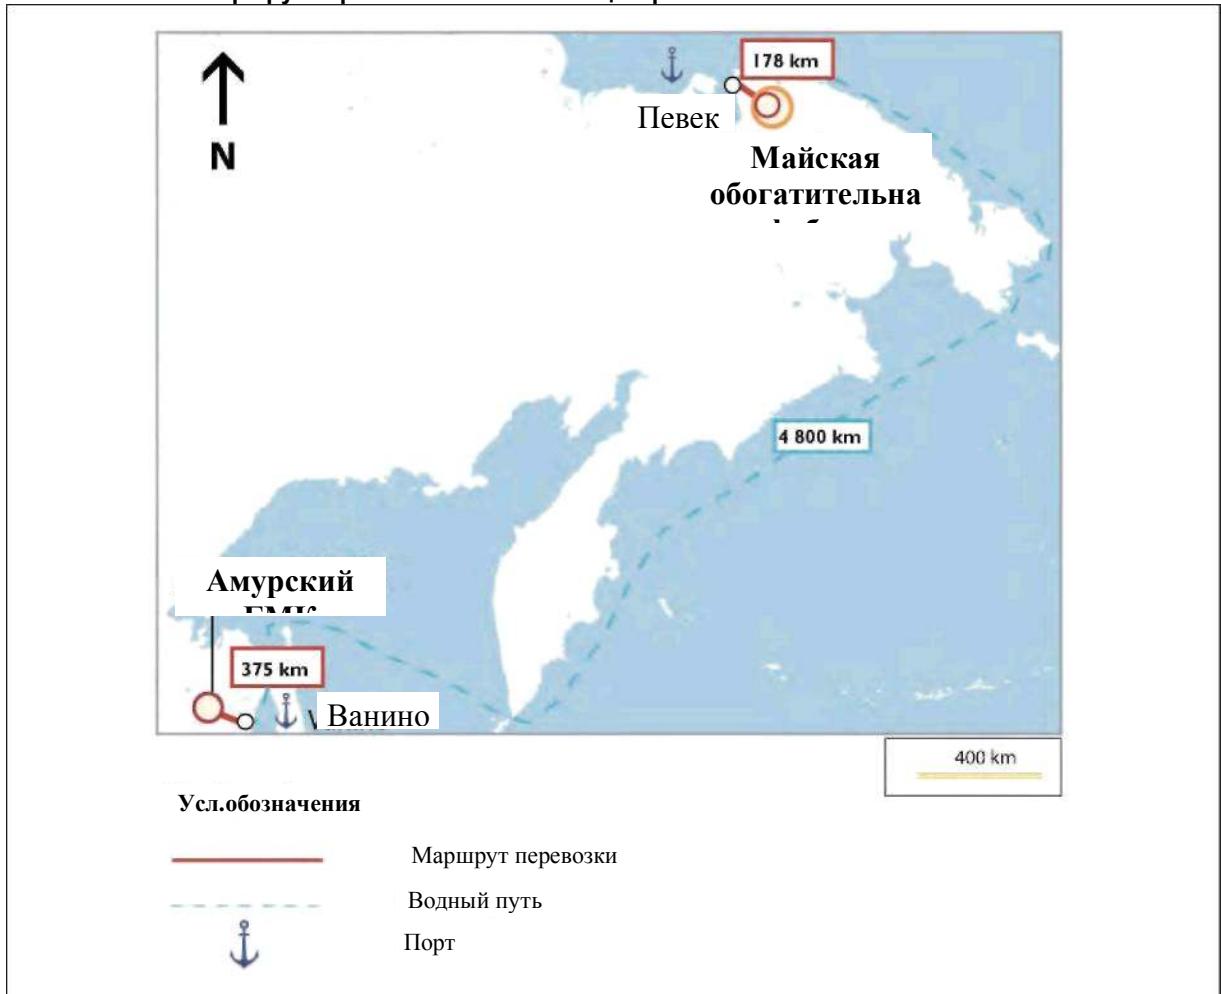 178 km
Певек
N
Майская
обогатительна
4 800 km
Амурский
375 km
Ванино
400 km
Усл.обозначения
Маршрут перевозки
Водный путь
Порт